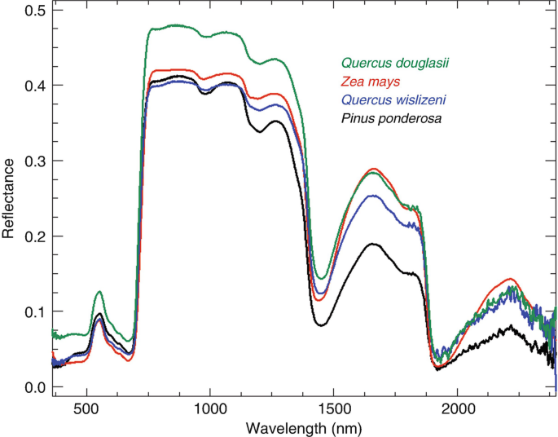 0.5
0.4
0.3
0.2
0.1
0.0
Reflectance
Quercus douglasii
Zea mays
Quercus wislizeni
Pinus ponderosa
500 1000 1500 2000
Wavelength (nm)